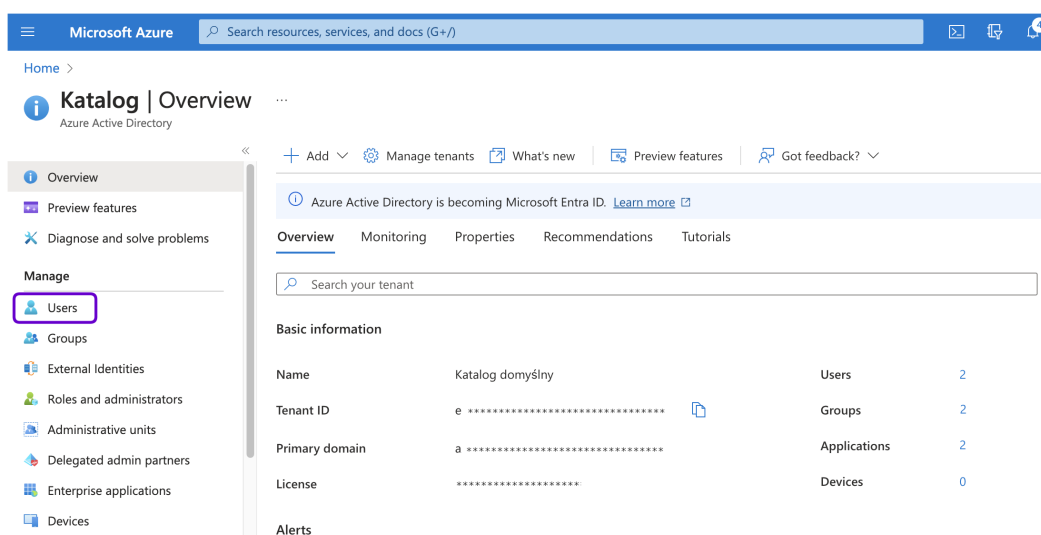 Microsoft Azure
Search resources, services, and docs (G+/)
4
Home >
Katalog | Overview ...
Azure Active Directory
«
Add
Manage tenants
What's new
Preview features
Got feedback?
Overview
Preview features
Diagnose and solve problems
Manage
Users
Groups
External Identities
Roles and administrators
Administrative units
Delegated admin partners
Enterprise applications
Devices
Azure Active Directory is becoming Microsoft Entra ID. Learn more
Overview Monitoring Properties Recommendations Tutorials
Search your tenant
Basic information
Name Katalog domyślny Users 2
Tenant ID e ******************************** Groups 2
Primary domain a ******************************** Applications 2
License ******************** Devices 0
Alerts